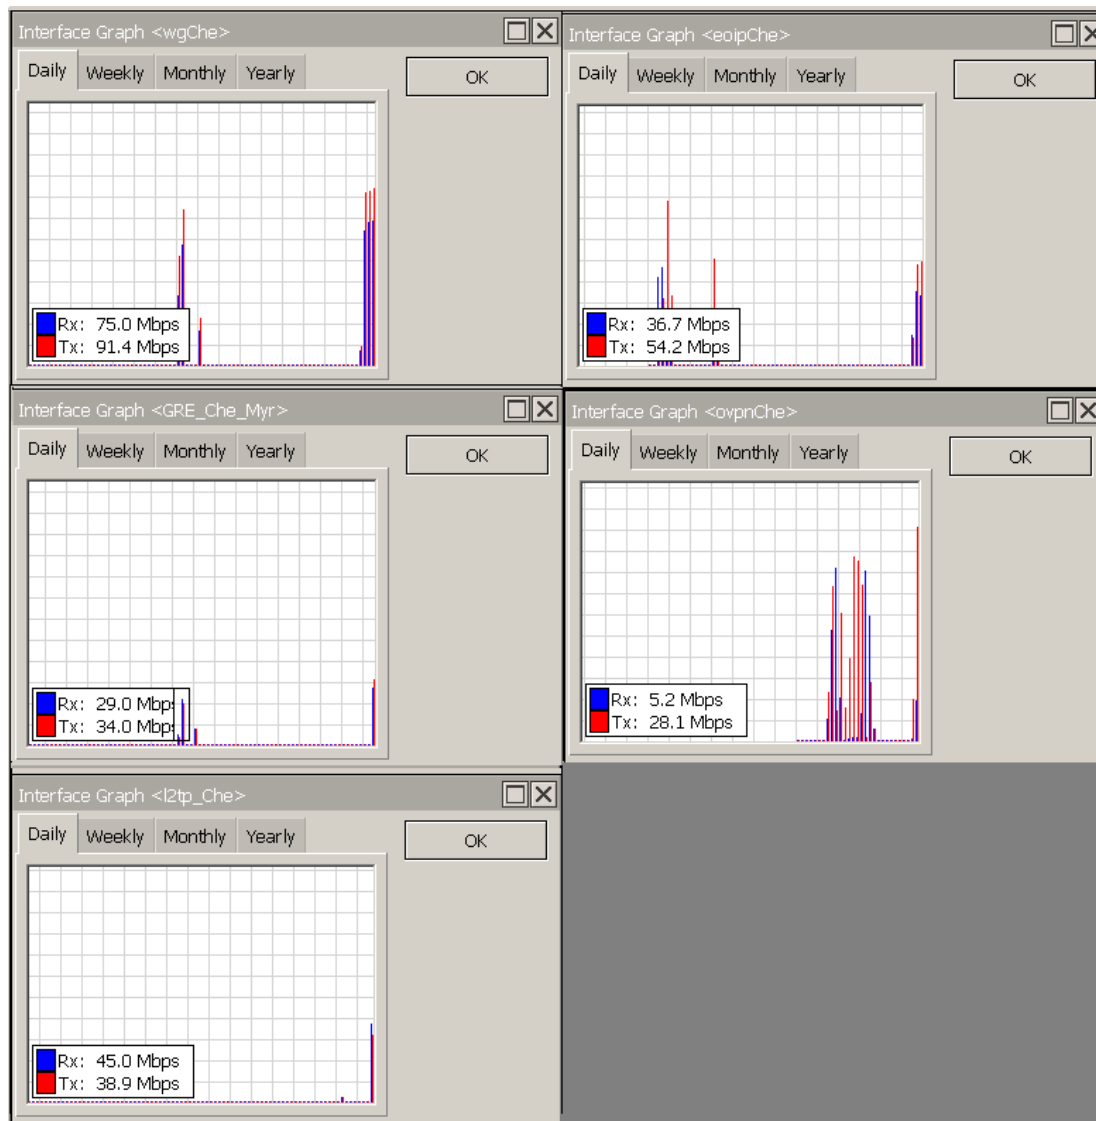 Interface Graph <wgChe>
Daily Weekly Monthly Yearly
OK
Rx: 75.0 Mbps
Tx: 91.4 Mbps
Interface Graph <eoipChe>
Daily Weekly Monthly Yearly
OK
Rx: 36.7 Mbps
Tx: 54.2 Mbps
Interface Graph <GRE_Che_Myr>
Daily Weekly Monthly Yearly
OK
Rx: 29.0 Mbps
Tx: 34.0 Mbps
Interface Graph <ovpnChe>
Daily Weekly Monthly Yearly
OK
Rx: 5.2 Mbps
Tx: 28.1 Mbps
Interface Graph <l2tp_Che>
Daily Weekly Monthly Yearly
OK
Rx: 45.0 Mbps
Tx: 38.9 Mbps